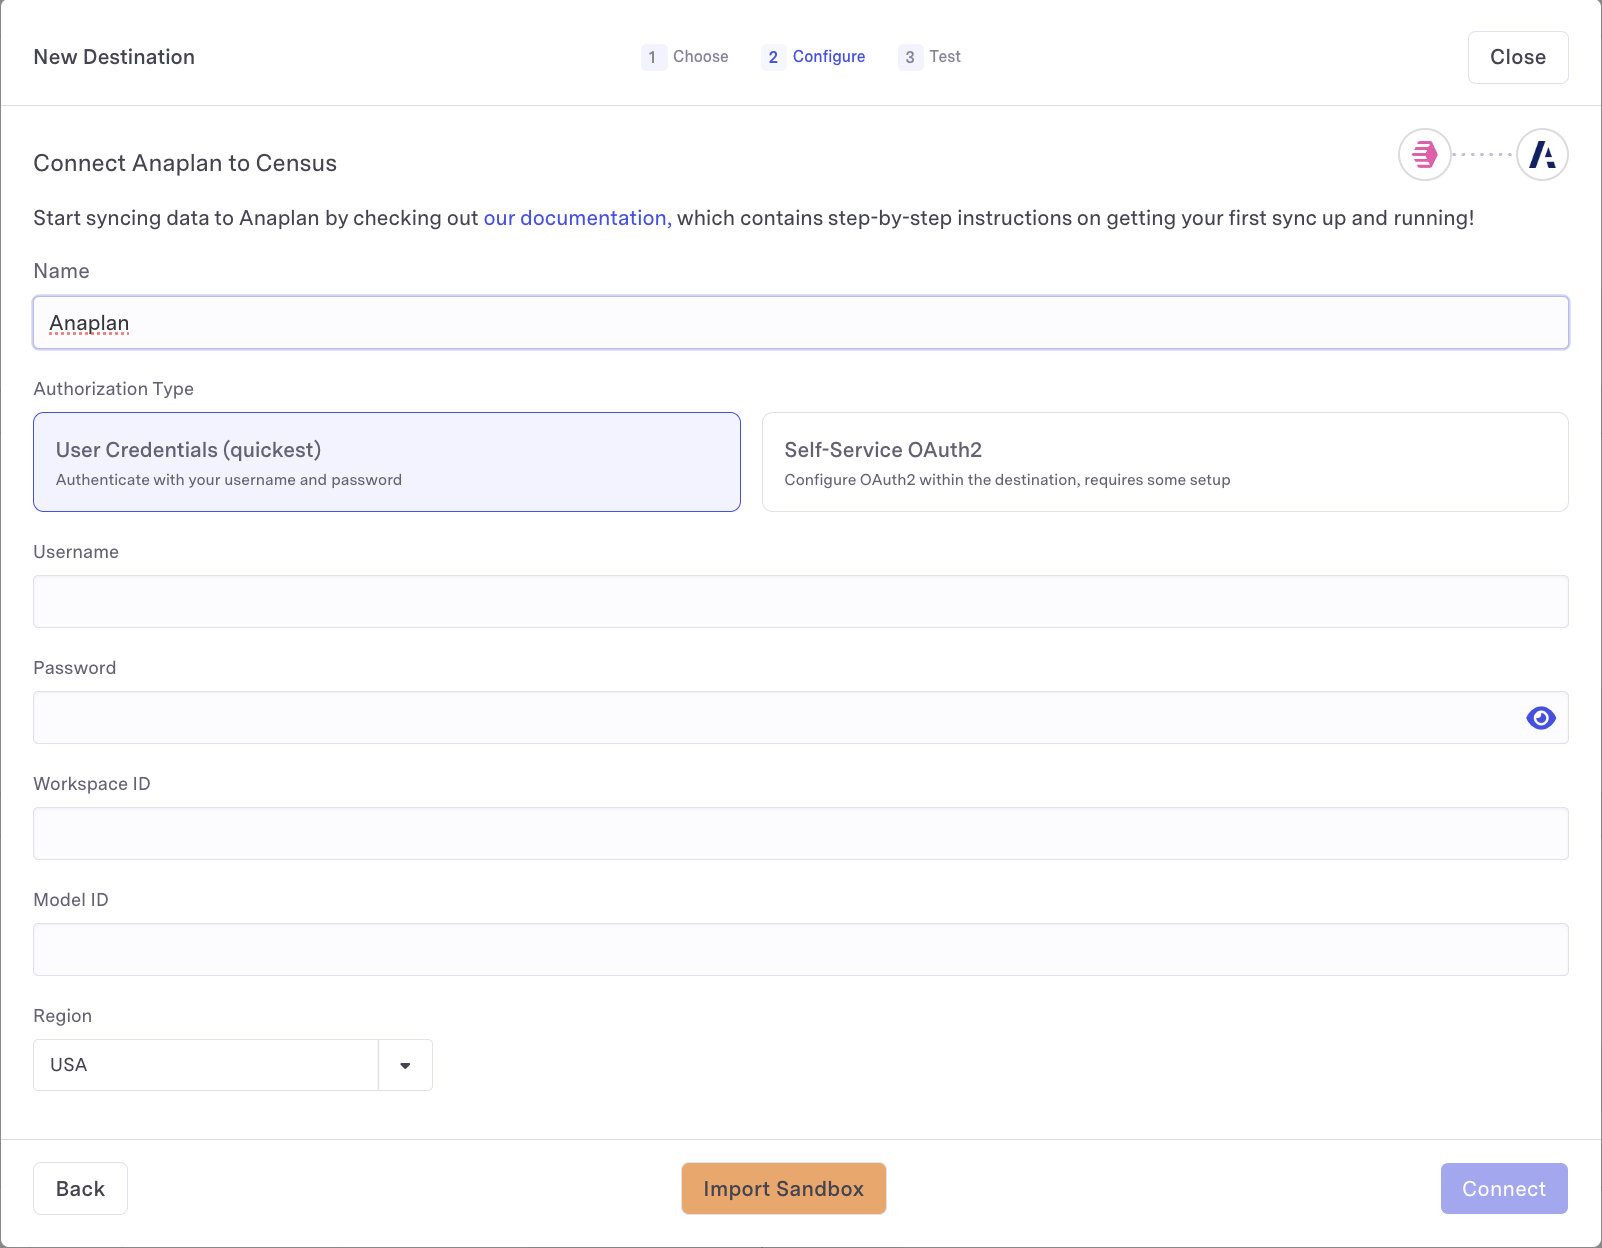 New Destination
1 Choose
2 Configure
3 Test
Close
Connect Anaplan to Census
Start syncing data to Anaplan by checking out our documentation, which contains step-by-step instructions on getting your first sync up and running!
Name
Anaplan
Authorization Type
User Credentials (quickest)
Authenticate with your username and password
Self-Service OAuth2
Configure OAuth2 within the destination, requires some setup
Username
Password
Workspace ID
Model ID
Region
USA
Back
Import Sandbox
Connect